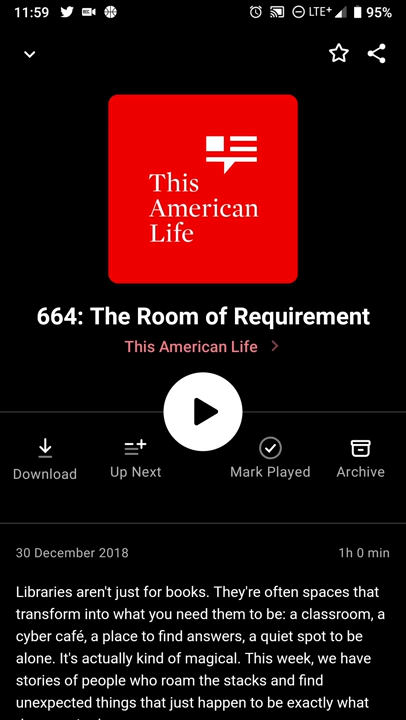 11:59 LTE+ 95%
This
American
Life
664: The Room of Requirement
This American Life
Download Up Next Mark Played Archive
30 December 2018 1h 0 min
Libraries aren't just for books. They're often spaces that
transform into what you need them to be: a classroom, a
cyber café, a place to find answers, a quiet spot to be
alone. It's actually kind of magical. This week, we have
stories of people who roam the stacks and find
unexpected things that just happen to be exactly what